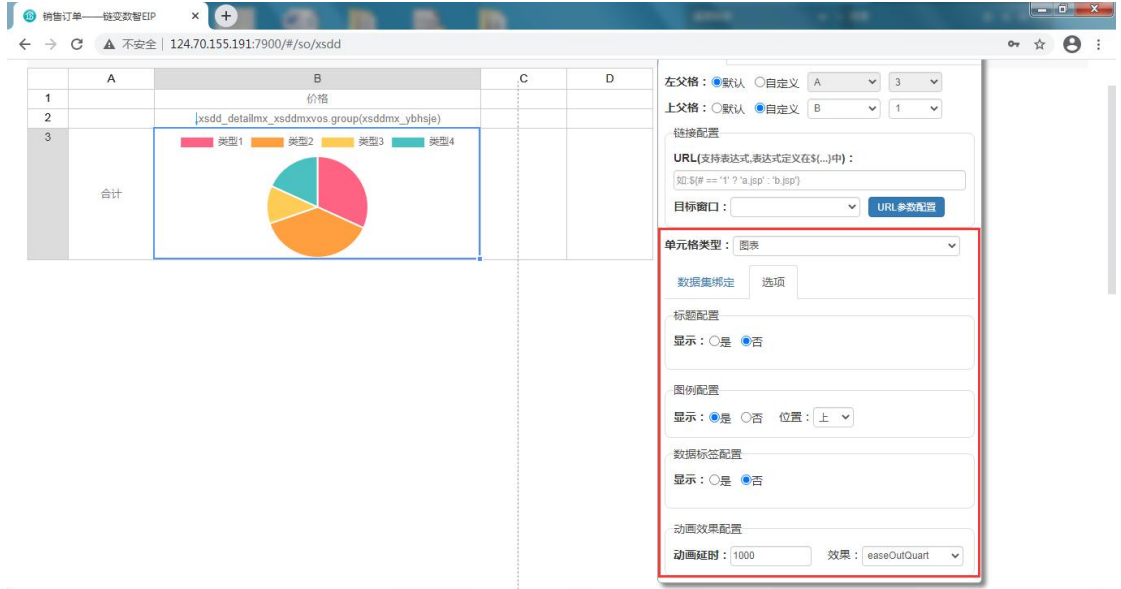 销售订单——链变数智EIP
不安全 | 124.70.155.191:7900/#/so/xsdd
A B C D
1 价格
2 xsdd_detailmx_xsddmxvos.group(xsddmx_ybhsje)
3 合计
类型1 类型2 类型3 类型4
左父格：默认 自定义 A 3
上父格：默认 自定义 B 1
链接配置
URL(支持表达式,表达式定义在${...}中)：
如:${# == '1' ? 'a.jsp' : 'b.jsp'}
目标窗口： URL参数配置
单元格类型：图表
数据集绑定 选项
标题配置
显示：是 否
图例配置
显示：是 否 位置：上
数据标签配置
显示：是 否
动画效果配置
动画延时：1000 效果：easeOutQuart